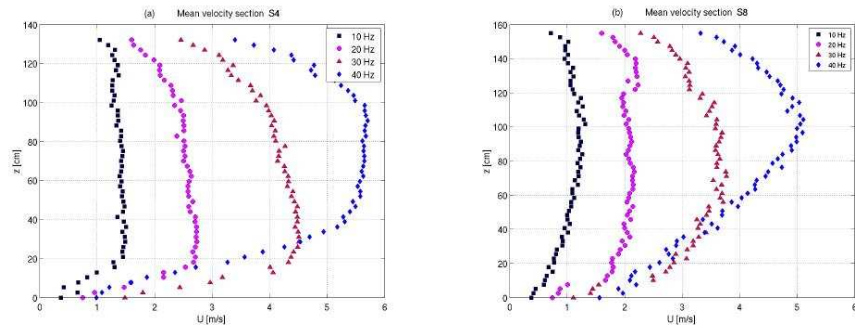 (a) Mean velocity section S4
140
120
100
80
60
40
20
0
z [cm]
0 1 2 3 4 5 6
U [m/s]
10 Hz
20 Hz
30 Hz
40 Hz
(b) Mean velocity section S8
160
140
120
100
80
60
40
20
0
z [cm]
0 1 2 3 4 5 6
U [m/s]
10 Hz
20 Hz
30 Hz
40 Hz